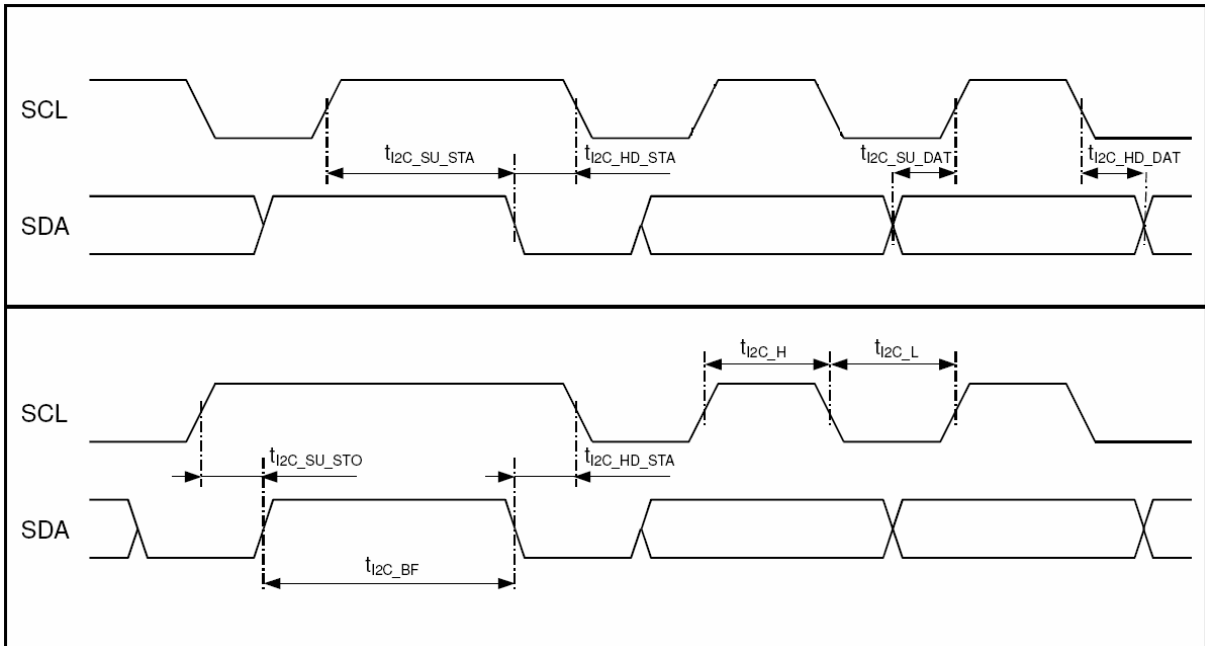 SCL
tI2C_SU_STA
tI2C_HD_STA
tI2C_SU_DAT
tI2C_HD_DAT
SDA
tI2C_H
tI2C_L
SCL
tI2C_SU_STO
tI2C_HD_STA
SDA
tI2C_BF